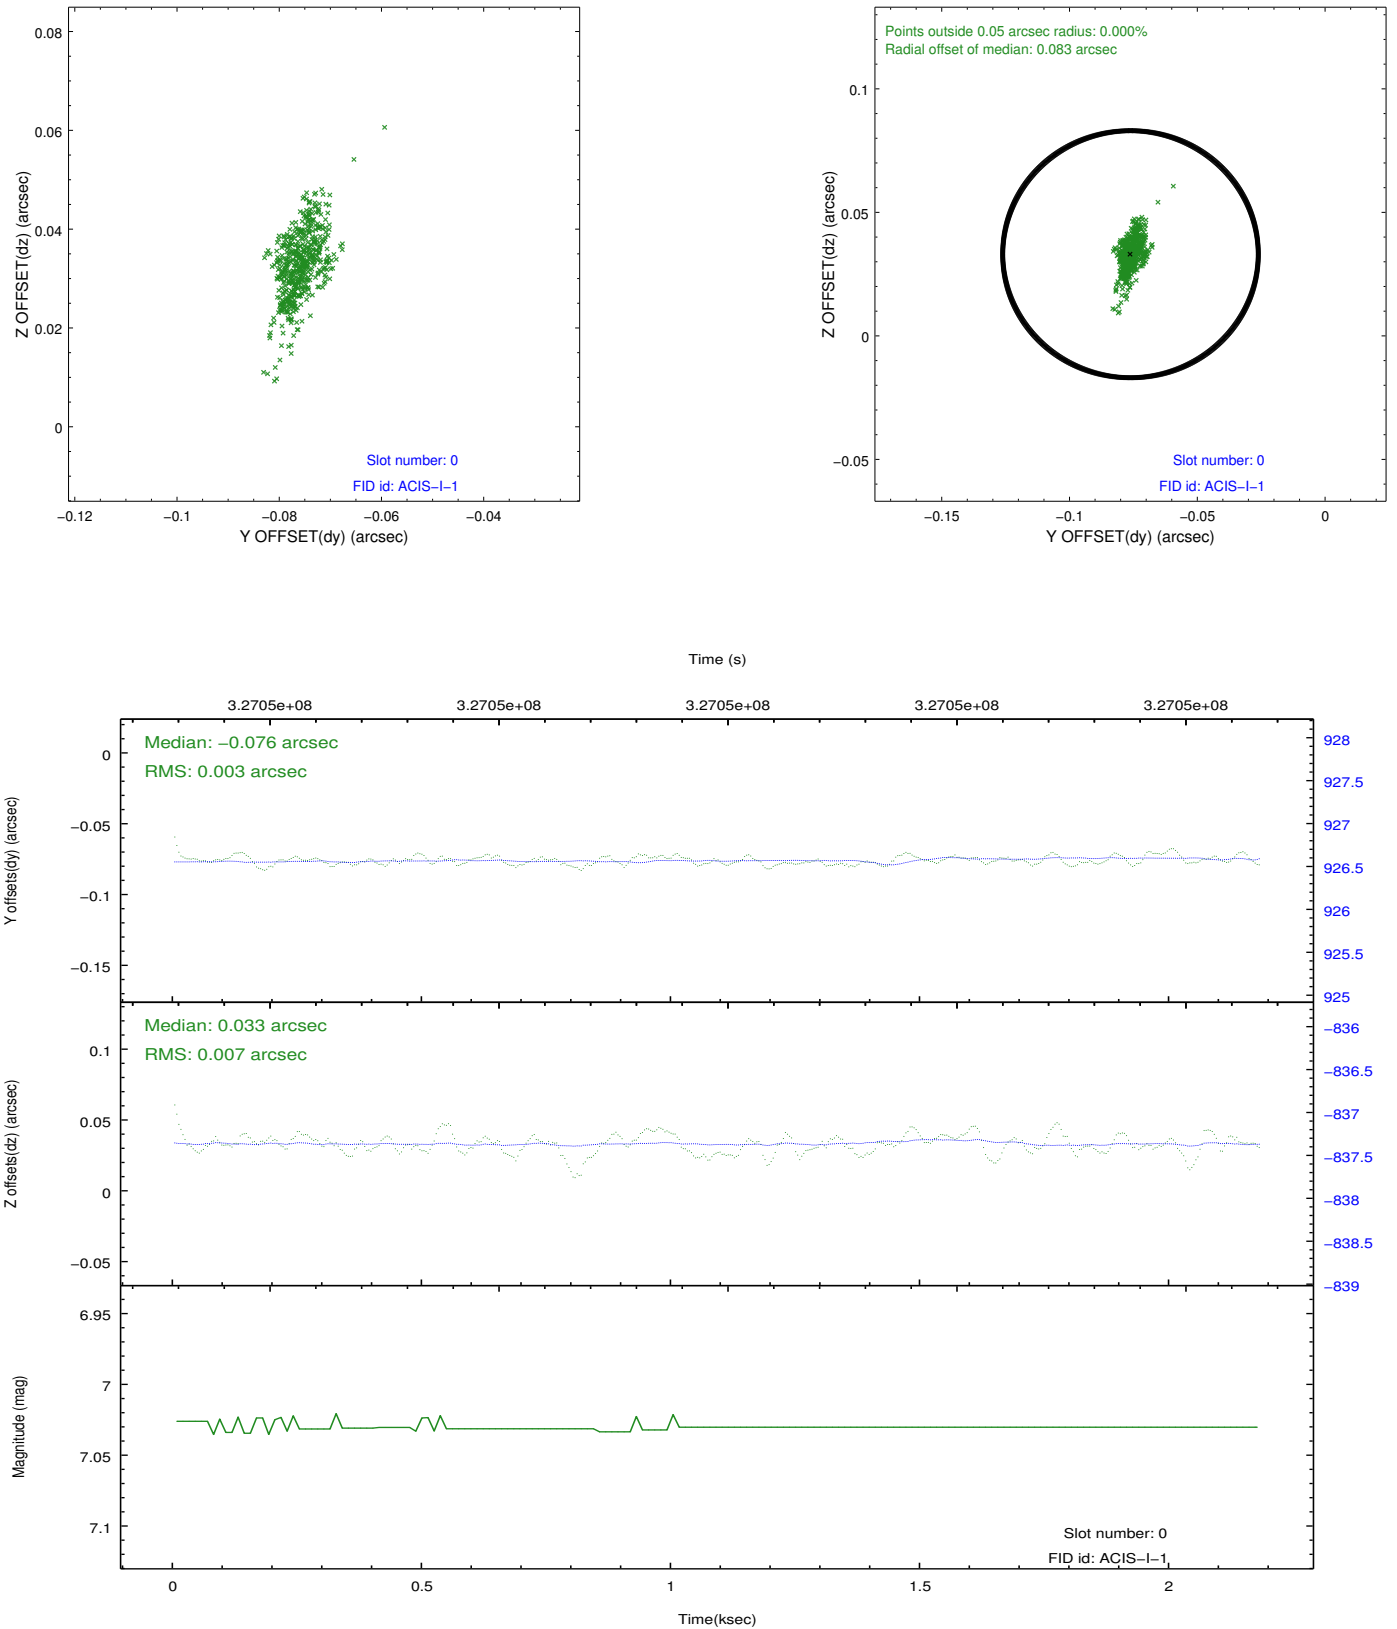 0.08
0.06
0.04
0.02
0
Z OFFSET(dz) (arcsec)
Slot number: 0
FID id: ACIS−I−1
−0.12
−0.1
−0.08
−0.06
−0.04
Y OFFSET(dy) (arcsec)
Points outside 0.05 arcsec radius: 0.000%
Radial offset of median: 0.083 arcsec
0.1
0.05
0
−0.05
Z OFFSET(dz) (arcsec)
Slot number: 0
FID id: ACIS−I−1
−0.15
−0.1
−0.05
0
Y OFFSET(dy) (arcsec)
Time (s)
3.2705e+08
3.2705e+08
3.2705e+08
3.2705e+08
3.2705e+08
Median: −0.076 arcsec
RMS: 0.003 arcsec
0
−0.05
−0.1
−0.15
Y offsets(dy) (arcsec)
928
927.5
927
926.5
926
925.5
925
Median: 0.033 arcsec
RMS: 0.007 arcsec
0.1
0.05
0
−0.05
Z offsets(dz) (arcsec)
−836
−836.5
−837
−837.5
−838
−838.5
−839
6.95
7
7.05
7.1
Magnitude (mag)
Slot number: 0
FID id: ACIS−I−1
0
0.5
1
1.5
2
Time(ksec)